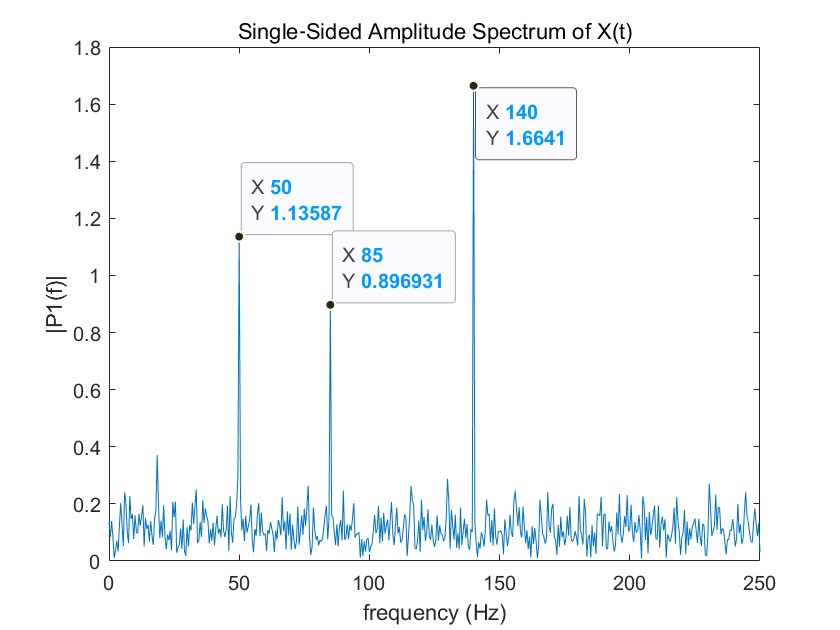 Single-Sided Amplitude Spectrum of X(t)
1.8
1.6
1.4
1.2
1
0.8
0.6
0.4
0.2
0
|P1(f)|
X 140
Y 1.6641
X 50
Y 1.13587
X 85
Y 0.896931
0 50 100 150 200 250
frequency (Hz)